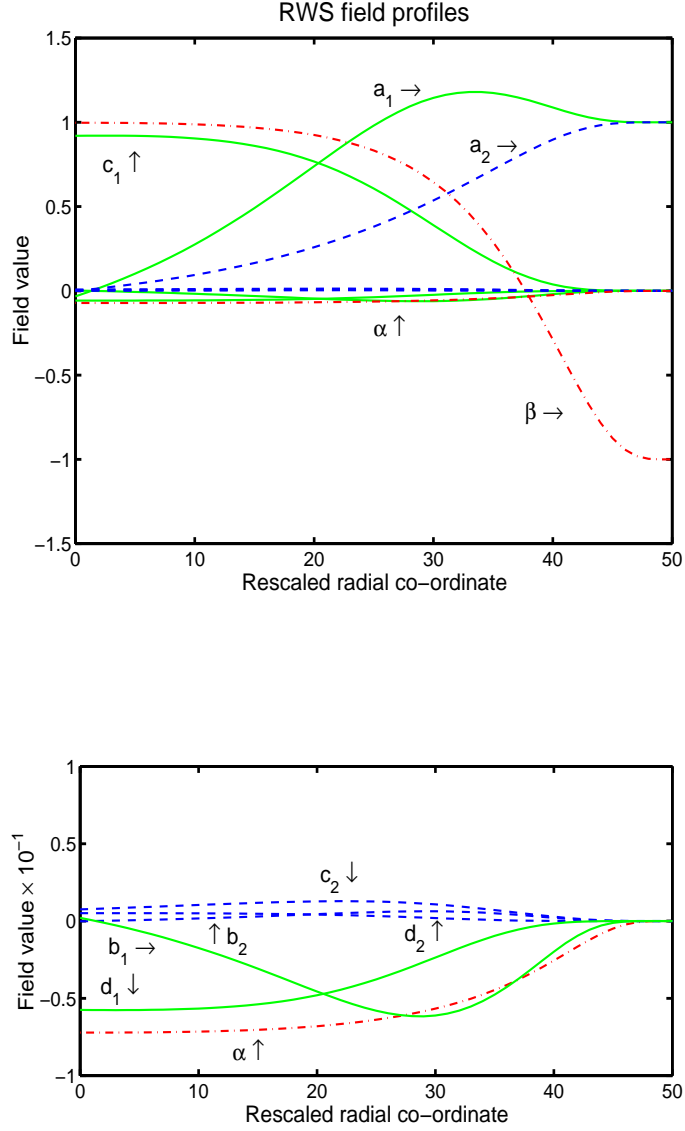 RWS field profiles
1.5
1
0.5
0
−0.5
−1
−1.5
Field value
a₁→
a₂→
c₁↑
α↑
β→
0 10 20 30 40 50
Rescaled radial co−ordinate
1
0.5
0
−0.5
−1
Field value × 10⁻¹
c₂↓
↑b₂
d₂↑
b₁→
d₁↓
α↑
0 10 20 30 40 50
Rescaled radial co−ordinate